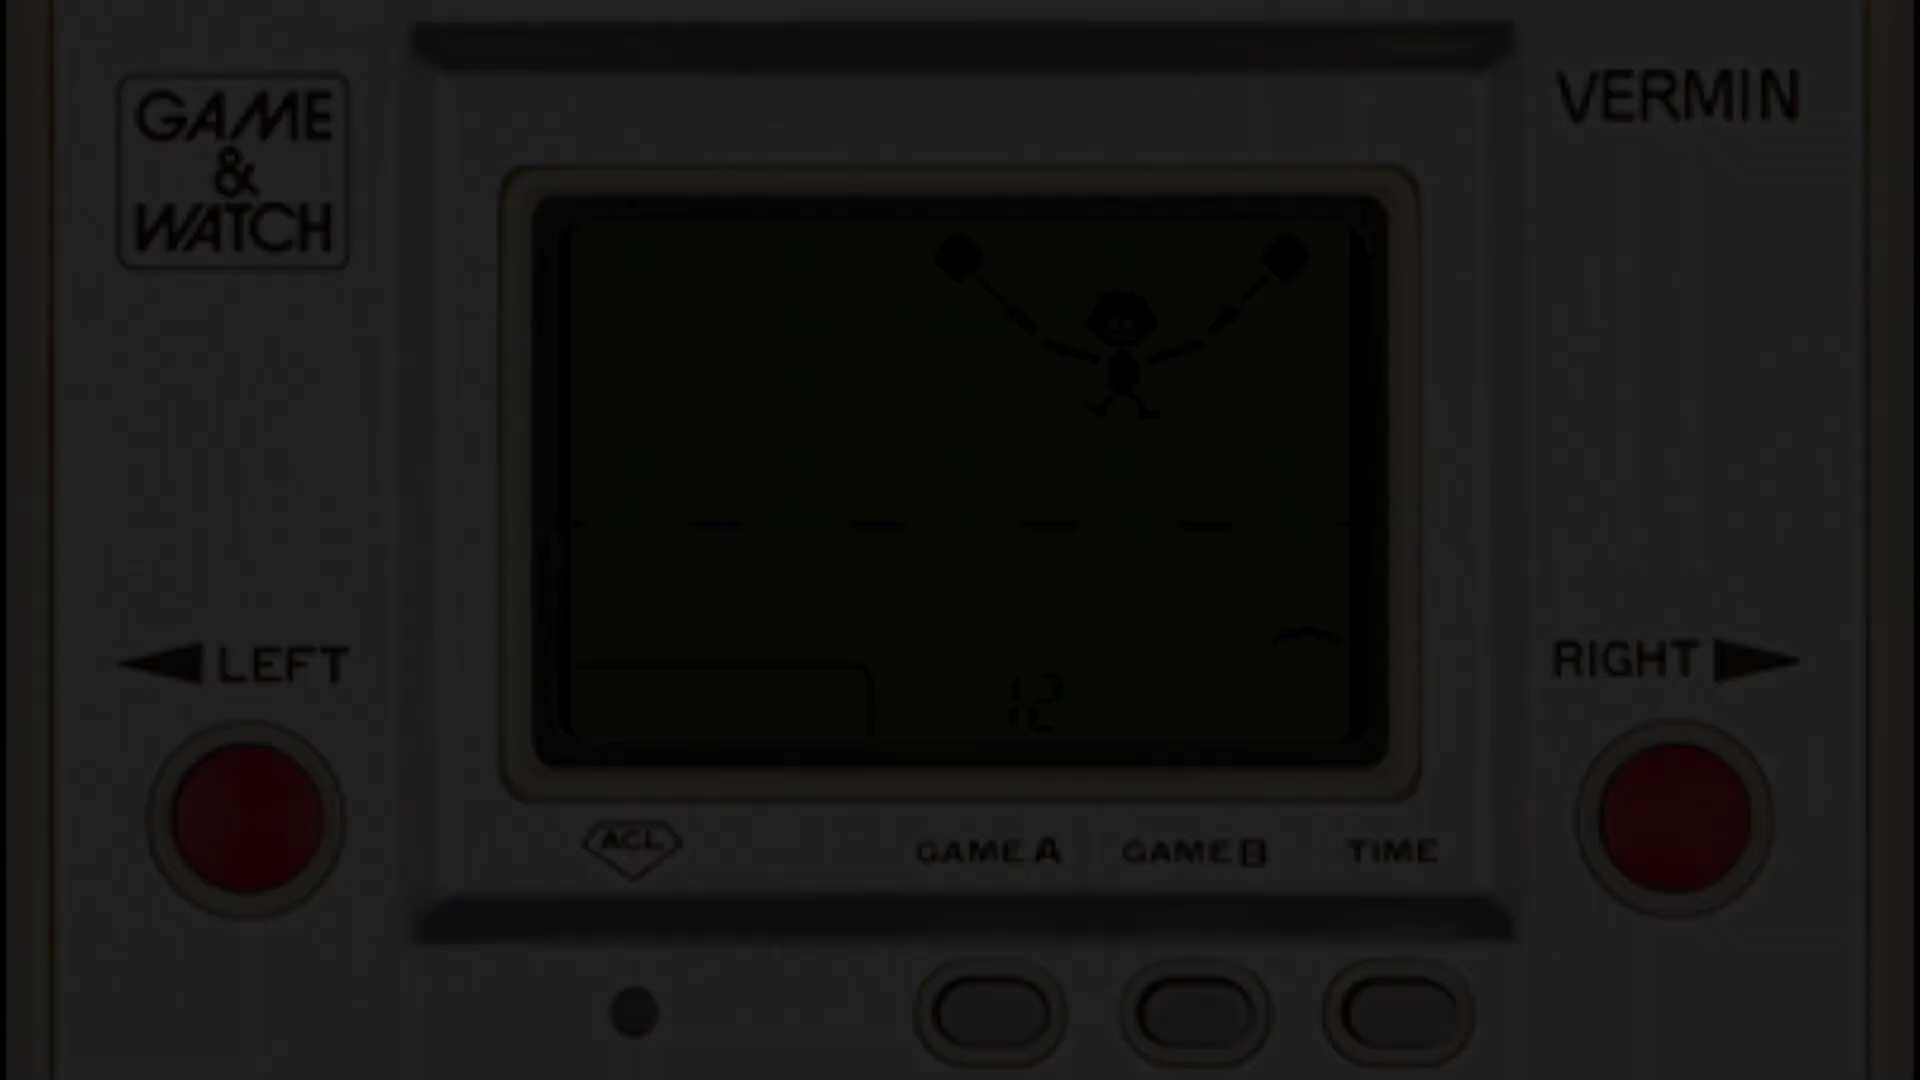 GAME
&
WATCH
VERMIN
LEFT
RIGHT
12
ACL
GAME A
GAME B
TIME